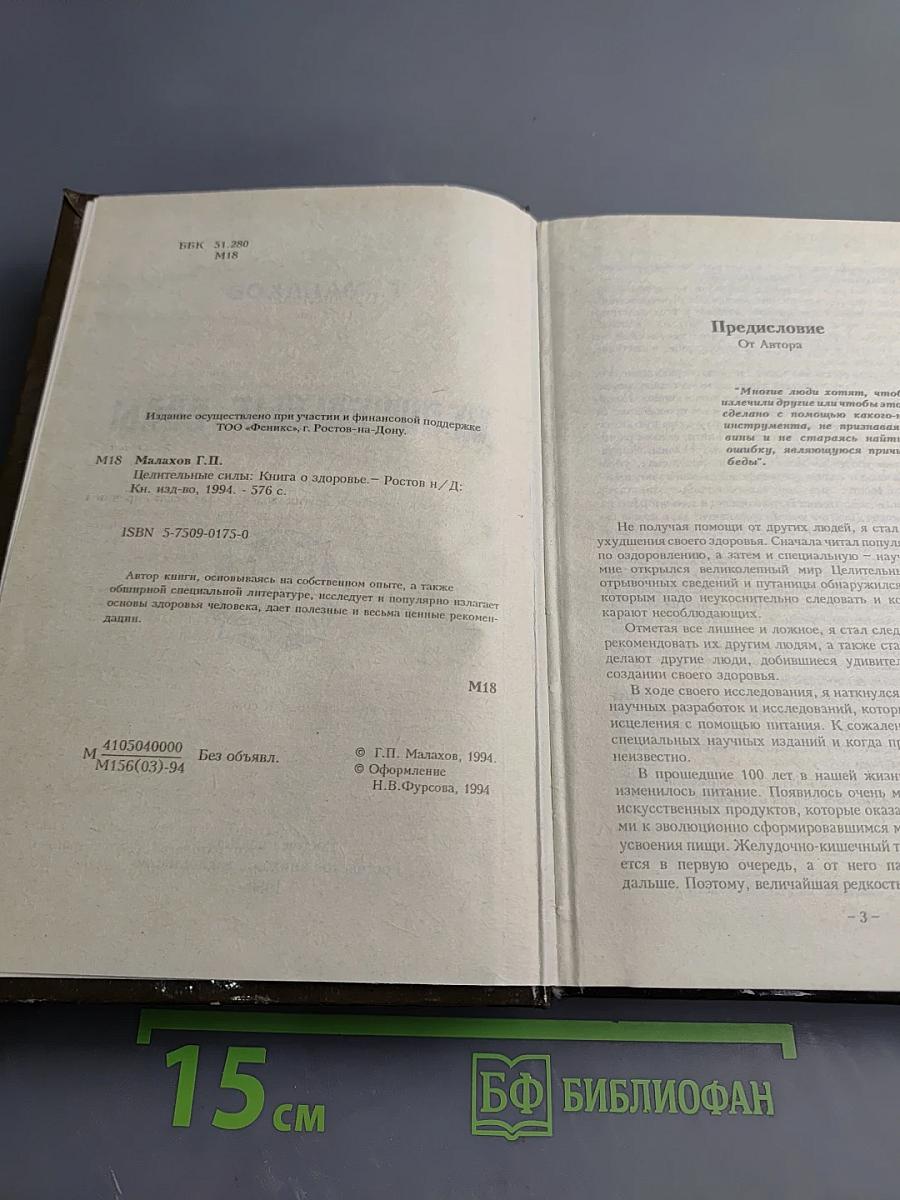 ББК 51.280
М18
Издание осуществлено при участии и финансовой поддержке
ТОО «Феникс», г. Ростов-на-Дону.
М18 Малахов Г.П.
Целительные силы: Книга о здоровье.– Ростов н/Д:
Кн. изд-во, 1994. - 576 с.
ISBN 5-7509-0175-0
Автор книги, основываясь на собственном опыте, а также
обширной специальной литературе, исследует и популярно излагает
основы здоровья человека, дает полезные и весьма ценные рекомен-
дации.
М18
М 4105040000
М156(03)-94
Без объявл.
© Г.П. Малахов, 1994.
© Оформление
Н.В.Фурсова, 1994
Предисловие
От Автора
"Многие люди хотят, чтоб
излечили другие или чтобы это
сделано с помощью какого-
инструмента, не признавая
вины и не стараясь найти
ошибку, являющуюся причи
беды".
Не получая помощи от других людей, я стал
ухудшения своего здоровья. Сначала читал популя
по оздоровлению, а затем и специальную – науч
мне открылся великолепный мир Целительны
отрывочных сведений и путаницы обнаружился
которым надо неукоснительно следовать и ко
карают несоблюдающих.
Отметая все лишнее и ложное, я стал след
рекомендовать их другим людям, а также ста
делают другие люди, добившиеся удивител
создании своего здоровья.
В ходе своего исследования, я наткнулся
научных разработок и исследований, котор
исцеления с помощью питания. К сожале
специальных научных изданий и когда пр
неизвестно.
В прошедшие 100 лет в нашей жизн
изменилось питание. Появилось очень м
искусственных продуктов, которые оказа
ми к эволюционно сформировавшимся м
усвоения пищи. Желудочно-кишечный т
ется в первую очередь, а от него па
дальше. Поэтому, величайшая редкость
– 3 –
15 см
БФ БИБЛИОФАН